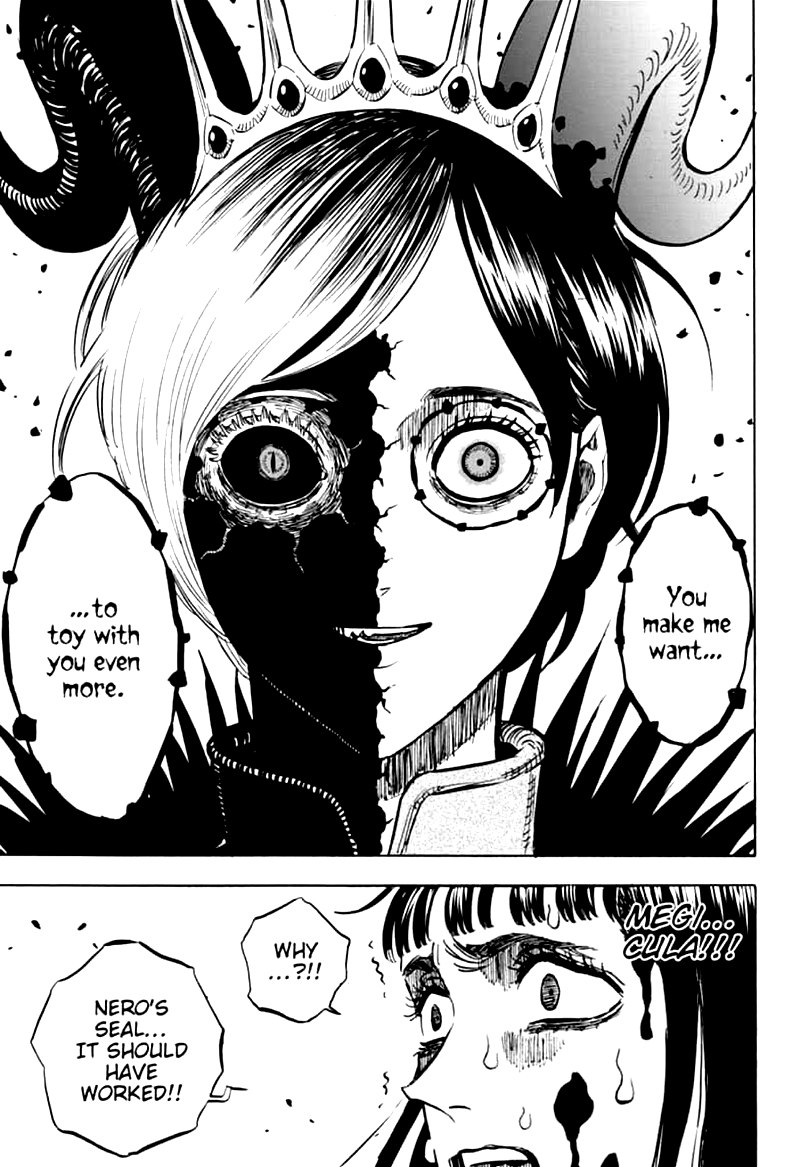 You
make me
want...
...to
toy with
you even
more.
MEGI...
CULA!!!
WHY
...?!!
NERO'S
SEAL...
IT SHOULD
HAVE
WORKED!!